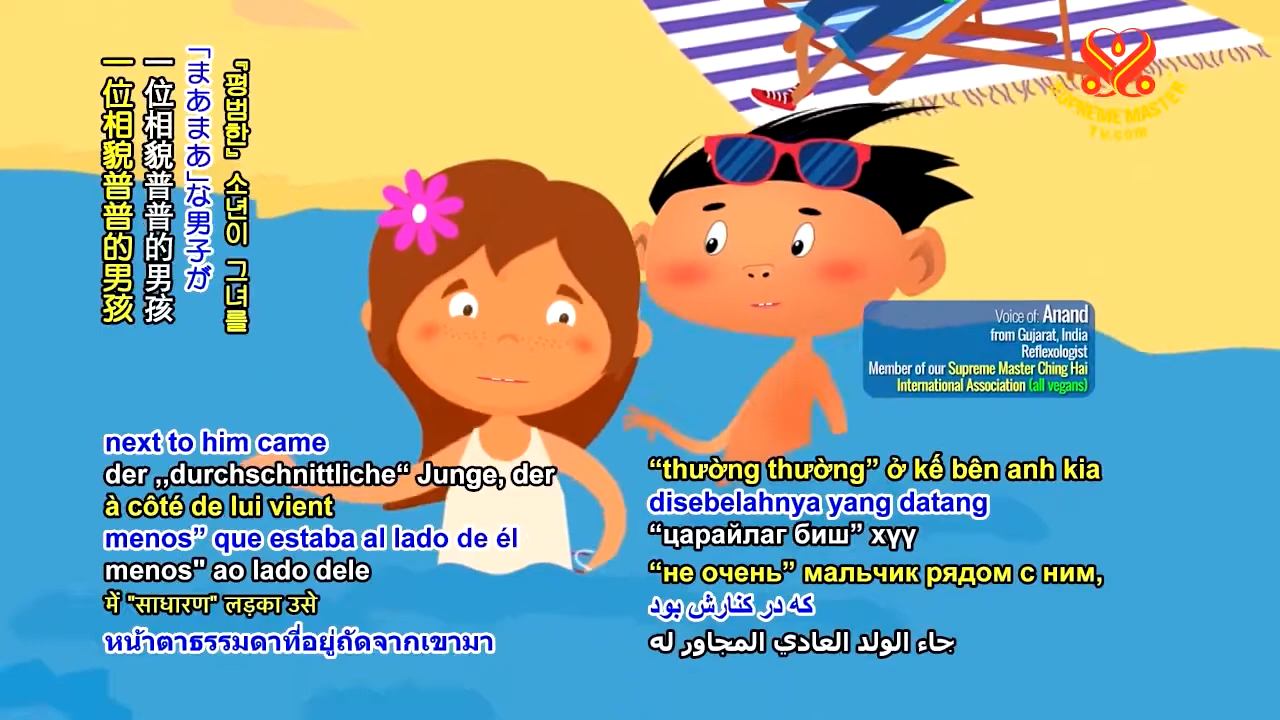 『평범한』 소년이 그녀를
「まあまあ」な男子が
一位相貌普普的男孩
一位相貌普普的男孩
SUPREME MASTER
TV.COM
Voice of: Anand
from Gujarat, India
Reflexologist
Member of our Supreme Master Ching Hai
International Association (all vegans)
next to him came
der ,,durchschnittliche“ Junge, der
à côté de lui vient
menos” que estaba al lado de él
menos" ao lado dele
में "साधारण" लड़का उसे
หน้าตาธรรมดาที่อยู่ถัดจากเขามา
“thường thường” ở kế bên anh kia
disebelahnya yang datang
“царайлаг биш” хүү
“не очень” мальчик рядом с ним,
که در کنارش بود
جاء الولد العادي المجاور له